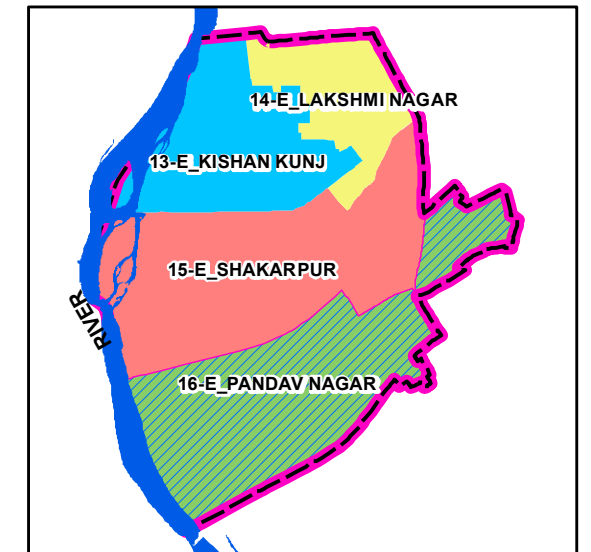 14-E_LAKSHMI NAGAR
13-E_KISHAN KUNJ
15-E_SHAKARPUR
RIVER
16-E_PANDAV NAGAR